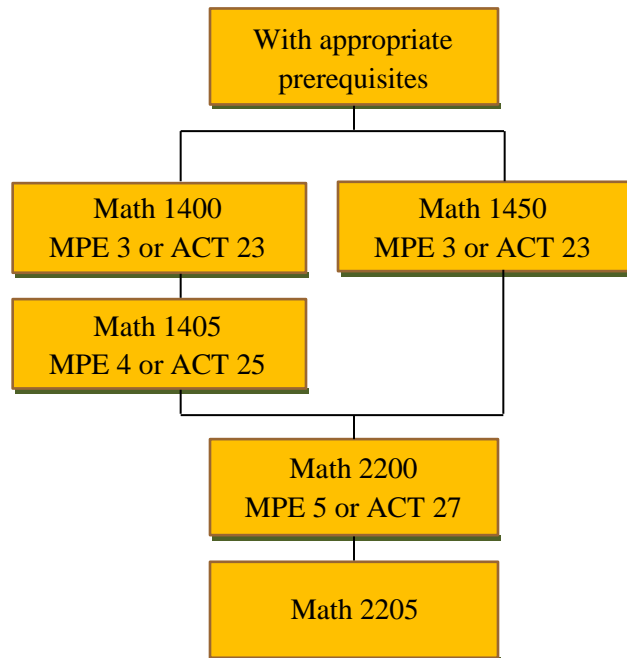 With appropriate
prerequisites
Math 1400
MPE 3 or ACT 23
Math 1450
MPE 3 or ACT 23
Math 1405
MPE 4 or ACT 25
Math 2200
MPE 5 or ACT 27
Math 2205